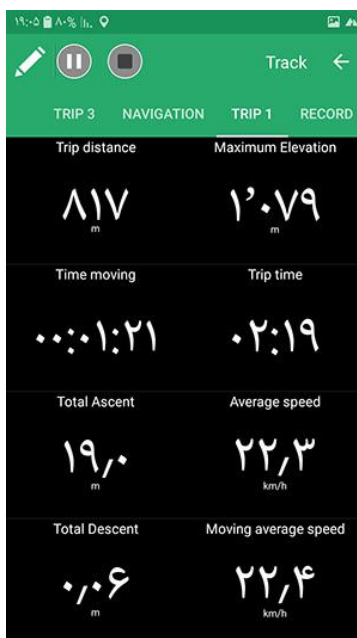 ۱۹:۰۵ ۸۰%
Track
TRIP 3 NAVIGATION TRIP 1 RECORD
Trip distance Maximum Elevation
۸۱۷ ۱’۰۷۹
m m
Time moving Trip time
۰۰:۰۱:۲۱ ۰۲:۱۹
Total Ascent Average speed
۱۹٫۰ ۲۲٫۳
m km/h
Total Descent Moving average speed
۰٫۰۶ ۲۲٫۴
m km/h